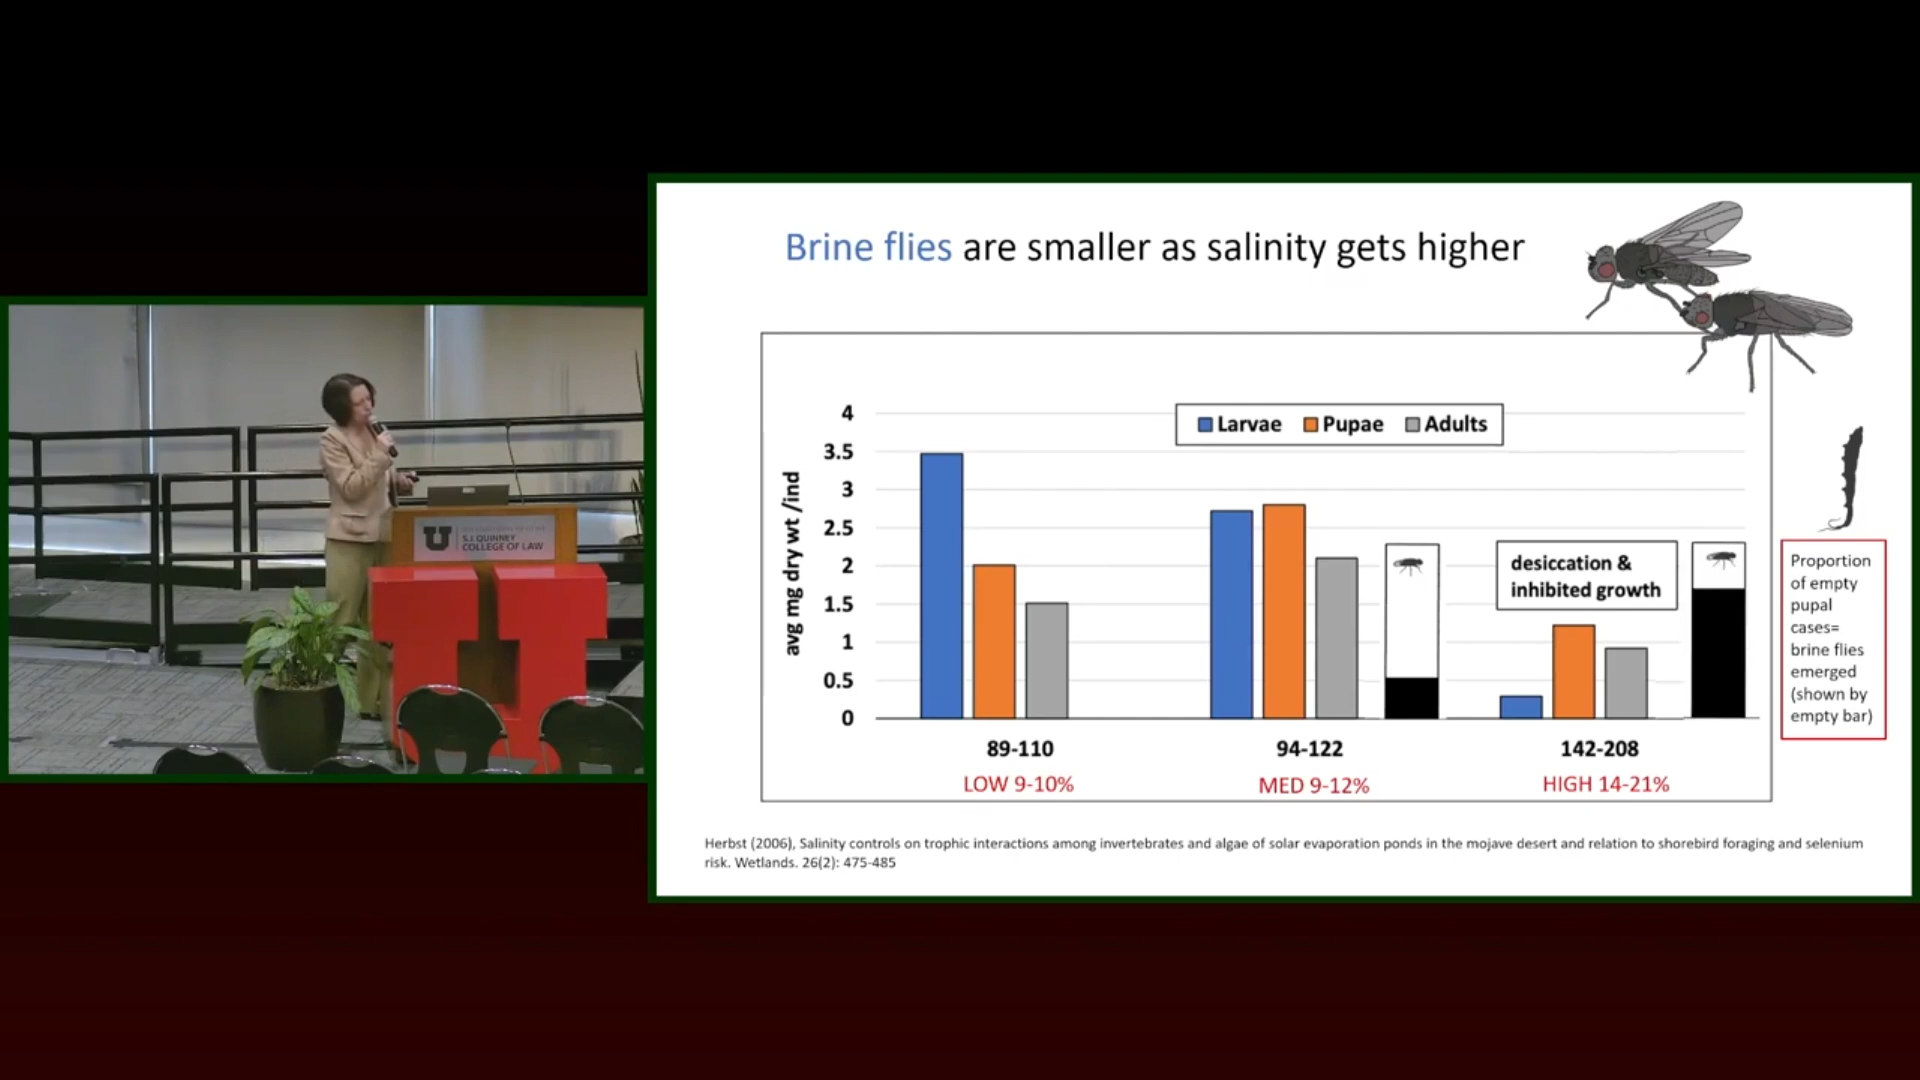 Brine flies are smaller as salinity gets higher
Larvae Pupae Adults
avg mg dry wt /ind
4
3.5
3
2.5
2
1.5
1
0.5
0
desiccation &
inhibited growth
89-110
94-122
142-208
LOW 9-10%
MED 9-12%
HIGH 14-21%
Proportion
of empty
pupal
cases=
brine flies
emerged
(shown by
empty bar)
Herbst (2006), Salinity controls on trophic interactions among invertebrates and algae of solar evaporation ponds in the mojave desert and relation to shorebird foraging and selenium
risk. Wetlands. 26(2): 475-485
U
S.J. QUINNEY
COLLEGE OF LAW
U